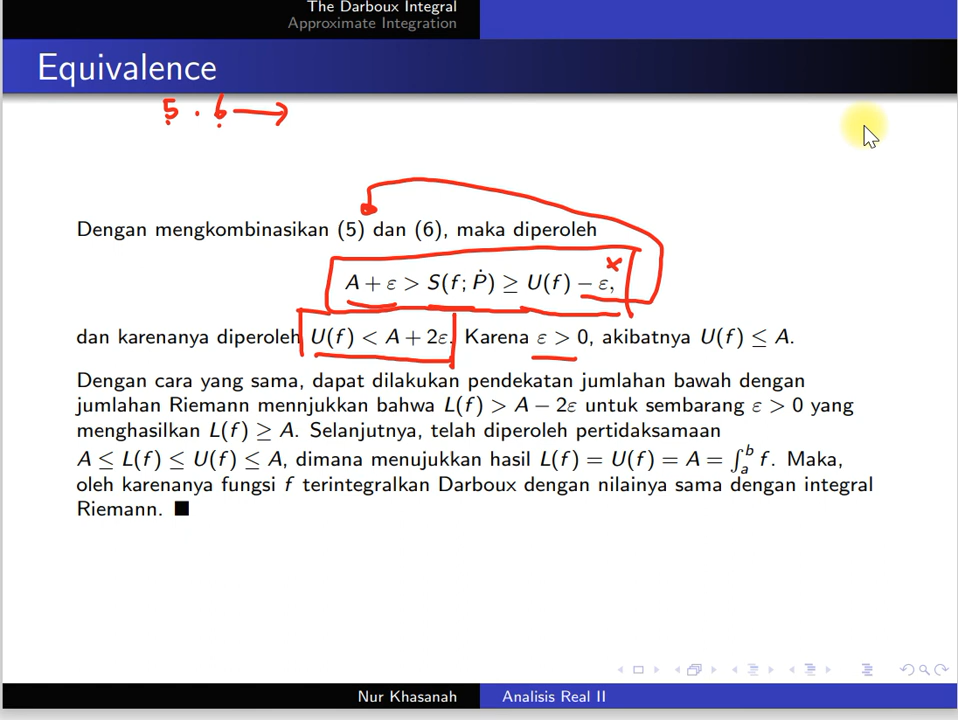 The Darboux Integral
Approximate Integration
Equivalence
5 . 6 →
Dengan mengkombinasikan (5) dan (6), maka diperoleh
A + ε > S(f; Ṗ) ≥ U(f) − ε,
x
dan karenanya diperoleh U(f) < A + 2ε. Karena ε > 0, akibatnya U(f) ≤ A.
Dengan cara yang sama, dapat dilakukan pendekatan jumlahan bawah dengan
jumlahan Riemann mennjukkan bahwa L(f) > A − 2ε untuk sembarang ε > 0 yang
menghasilkan L(f) ≥ A. Selanjutnya, telah diperoleh pertidaksamaan
A ≤ L(f) ≤ U(f) ≤ A, dimana menujukkan hasil L(f) = U(f) = A = ∫_a^b f. Maka,
oleh karenanya fungsi f terintegralkan Darboux dengan nilainya sama dengan integral
Riemann. ■
Nur Khasanah
Analisis Real II